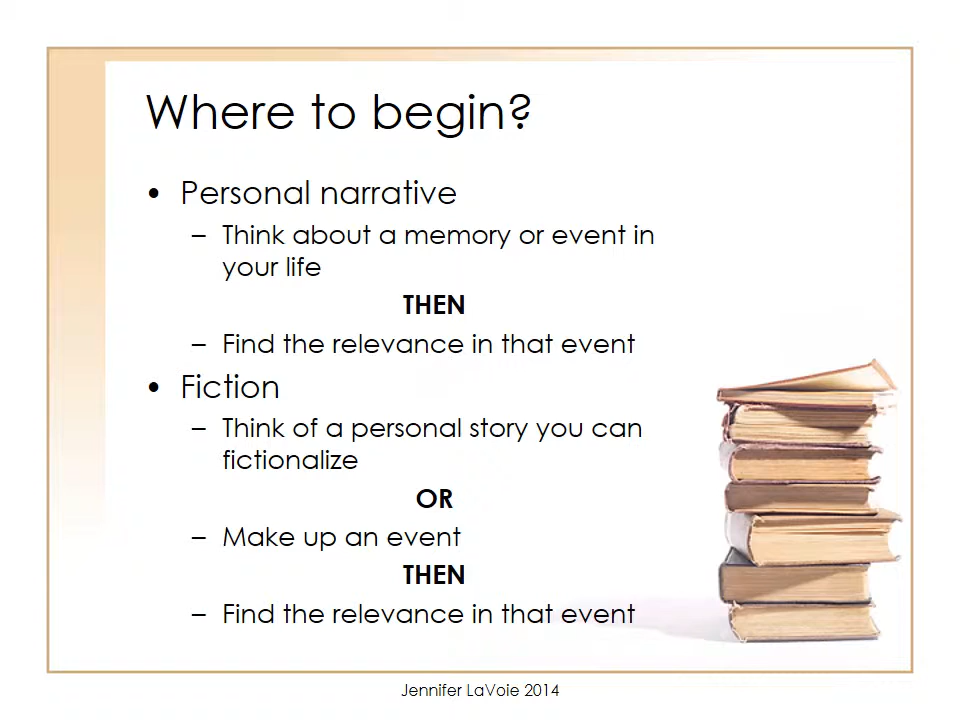 Where to begin?
• Personal narrative
– Think about a memory or event in
your life
THEN
– Find the relevance in that event
• Fiction
– Think of a personal story you can
fictionalize
OR
– Make up an event
THEN
– Find the relevance in that event
Jennifer LaVoie 2014